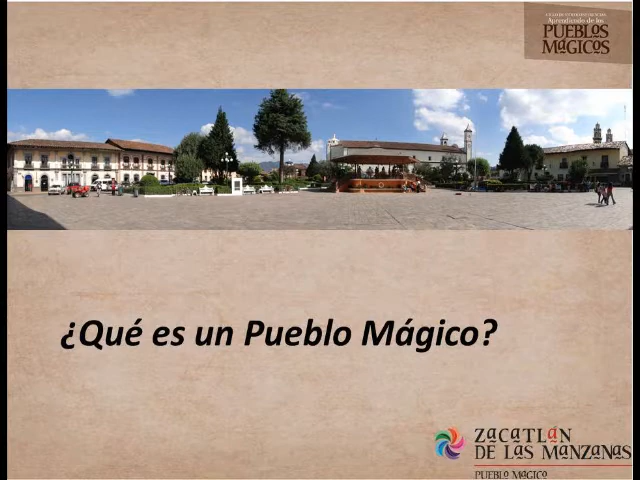 Aprendiendo de los
PUEBLOS
MÁGICOS
¿Qué es un Pueblo Mágico?
ZACATLÁN
DE LAS MANZANAS
PUEBLO MÁGICO